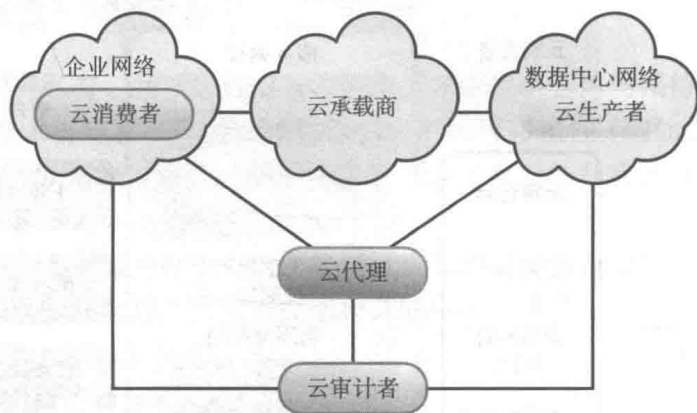 企业网络
云消费者
云承载商
数据中心网络
云生产者
云代理
云审计者